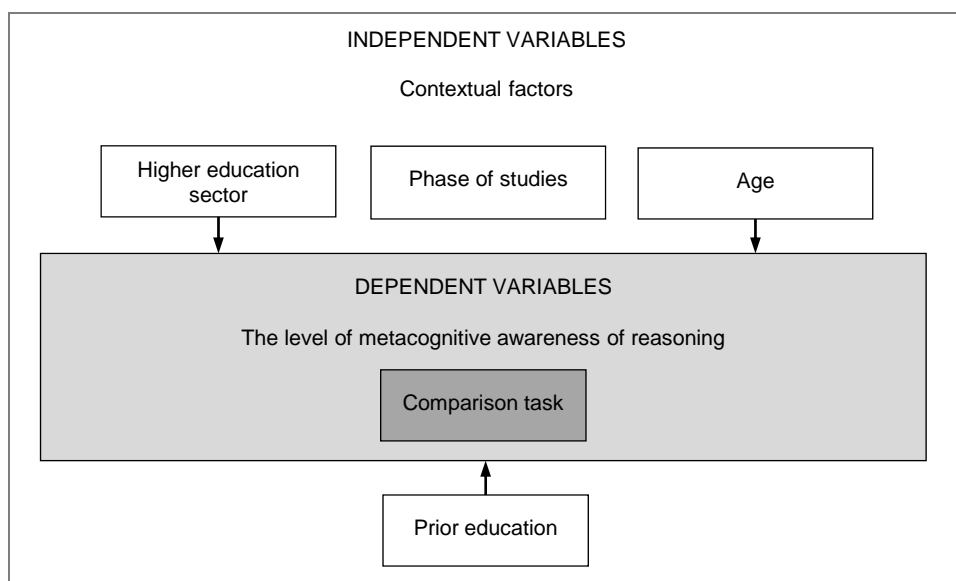 INDEPENDENT VARIABLES
Contextual factors
Higher education
sector
Phase of studies
Age
DEPENDENT VARIABLES
The level of metacognitive awareness of reasoning
Comparison task
Prior education